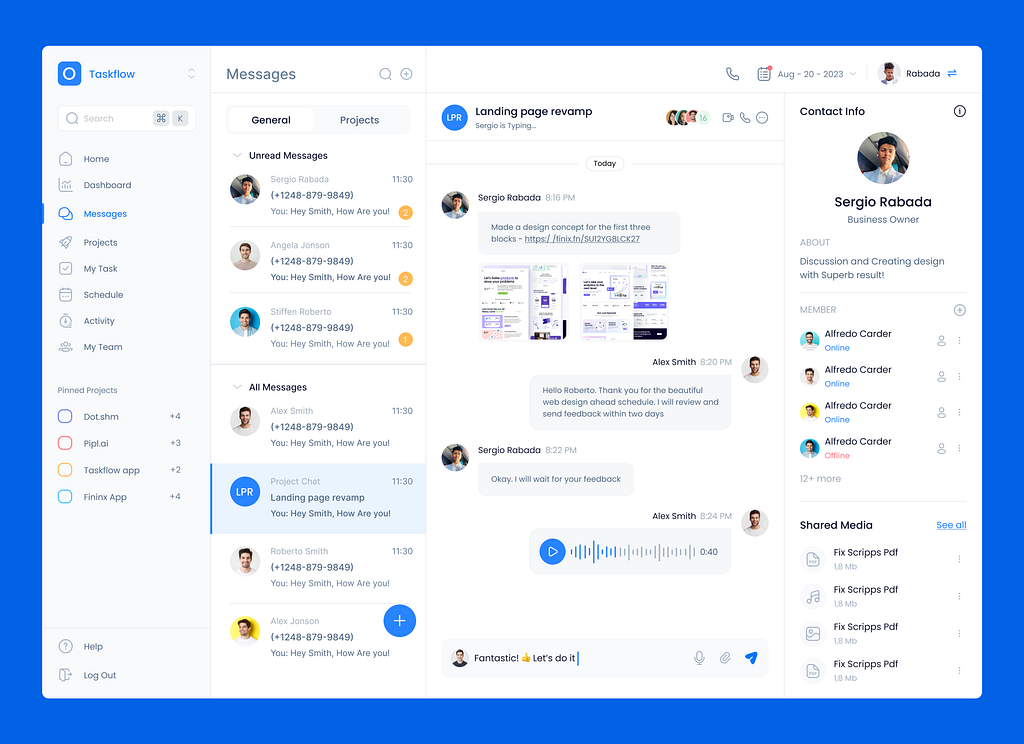 Taskflow
Search
⌘ K
Home
Dashboard
Messages
Projects
My Task
Schedule
Activity
My Team
Pinned Projects
Dot.shm +4
Pipl.ai +3
Taskflow app +2
Fininx App +4
Help
Log Out
Messages
General Projects
Unread Messages
Sergio Rabada 11:30
(+1248-879-9849)
You: Hey Smith, How Are you! 2
Angela Jonson 11:30
(+1248-879-9849)
You: Hey Smith, How Are you! 2
Stiffen Roberto 11:30
(+1248-879-9849)
You: Hey Smith, How Are you! 1
All Messages
Alex Smith 11:30
(+1248-879-9849)
You: Hey Smith, How Are you!
LPR
Project Chat 11:30
Landing page revamp
You: Hey Smith, How Are you!
Roberto Smith 11:30
(+1248-879-9849)
You: Hey Smith, How Are you!
Alex Jonson
(+1248-879-9849)
You: Hey Smith, How Are you!
Aug - 20 - 2023
Rabada
LPR
Landing page revamp
Sergio is Typing...
16
Today
Sergio Rabada 8:16 PM
Made a design concept for the first three
blocks - https: /finix.fn/SU12YG8LCK27
Alex Smith 8:20 PM
Hello Roberto. Thank you for the beautiful
web design ahead schedule. I will review and
send feedback within two days
Sergio Rabada 8:22 PM
Okay. I will wait for your feedback
Alex Smith 8:24 PM
0:40
Fantastic! 👍 Let's do it
Contact Info
Sergio Rabada
Business Owner
ABOUT
Discussion and Creating design
with Superb result!
MEMBER
Alfredo Carder
Online
Alfredo Carder
Online
Alfredo Carder
Online
Alfredo Carder
Offline
12+ more
Shared Media See all
Fix Scripps Pdf
1,8 Mb
Fix Scripps Pdf
1,8 Mb
Fix Scripps Pdf
1,8 Mb
Fix Scripps Pdf
1,8 Mb